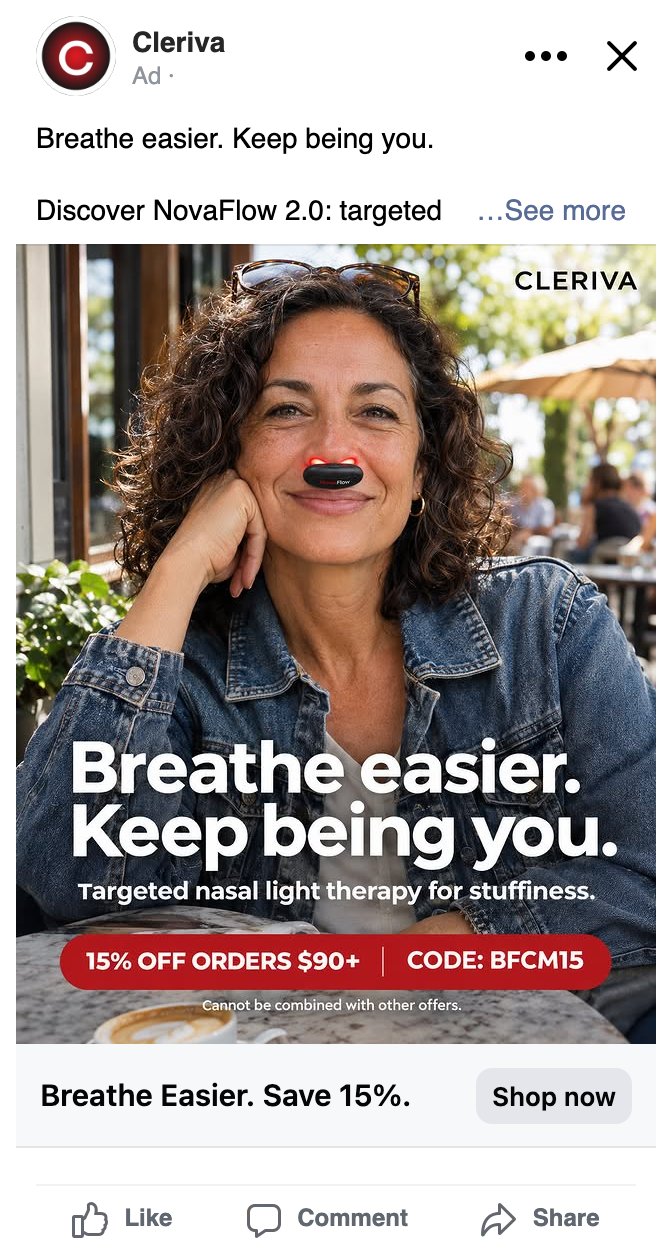 C
Cleriva
Ad ·
Breathe easier. Keep being you.
Discover NovaFlow 2.0: targeted ...See more
CLERIVA
Flow
Breathe easier.
Keep being you.
Targeted nasal light therapy for stuffiness.
15% OFF ORDERS $90+ | CODE: BFCM15
Cannot be combined with other offers.
Breathe Easier. Save 15%.
Shop now
Like Comment Share